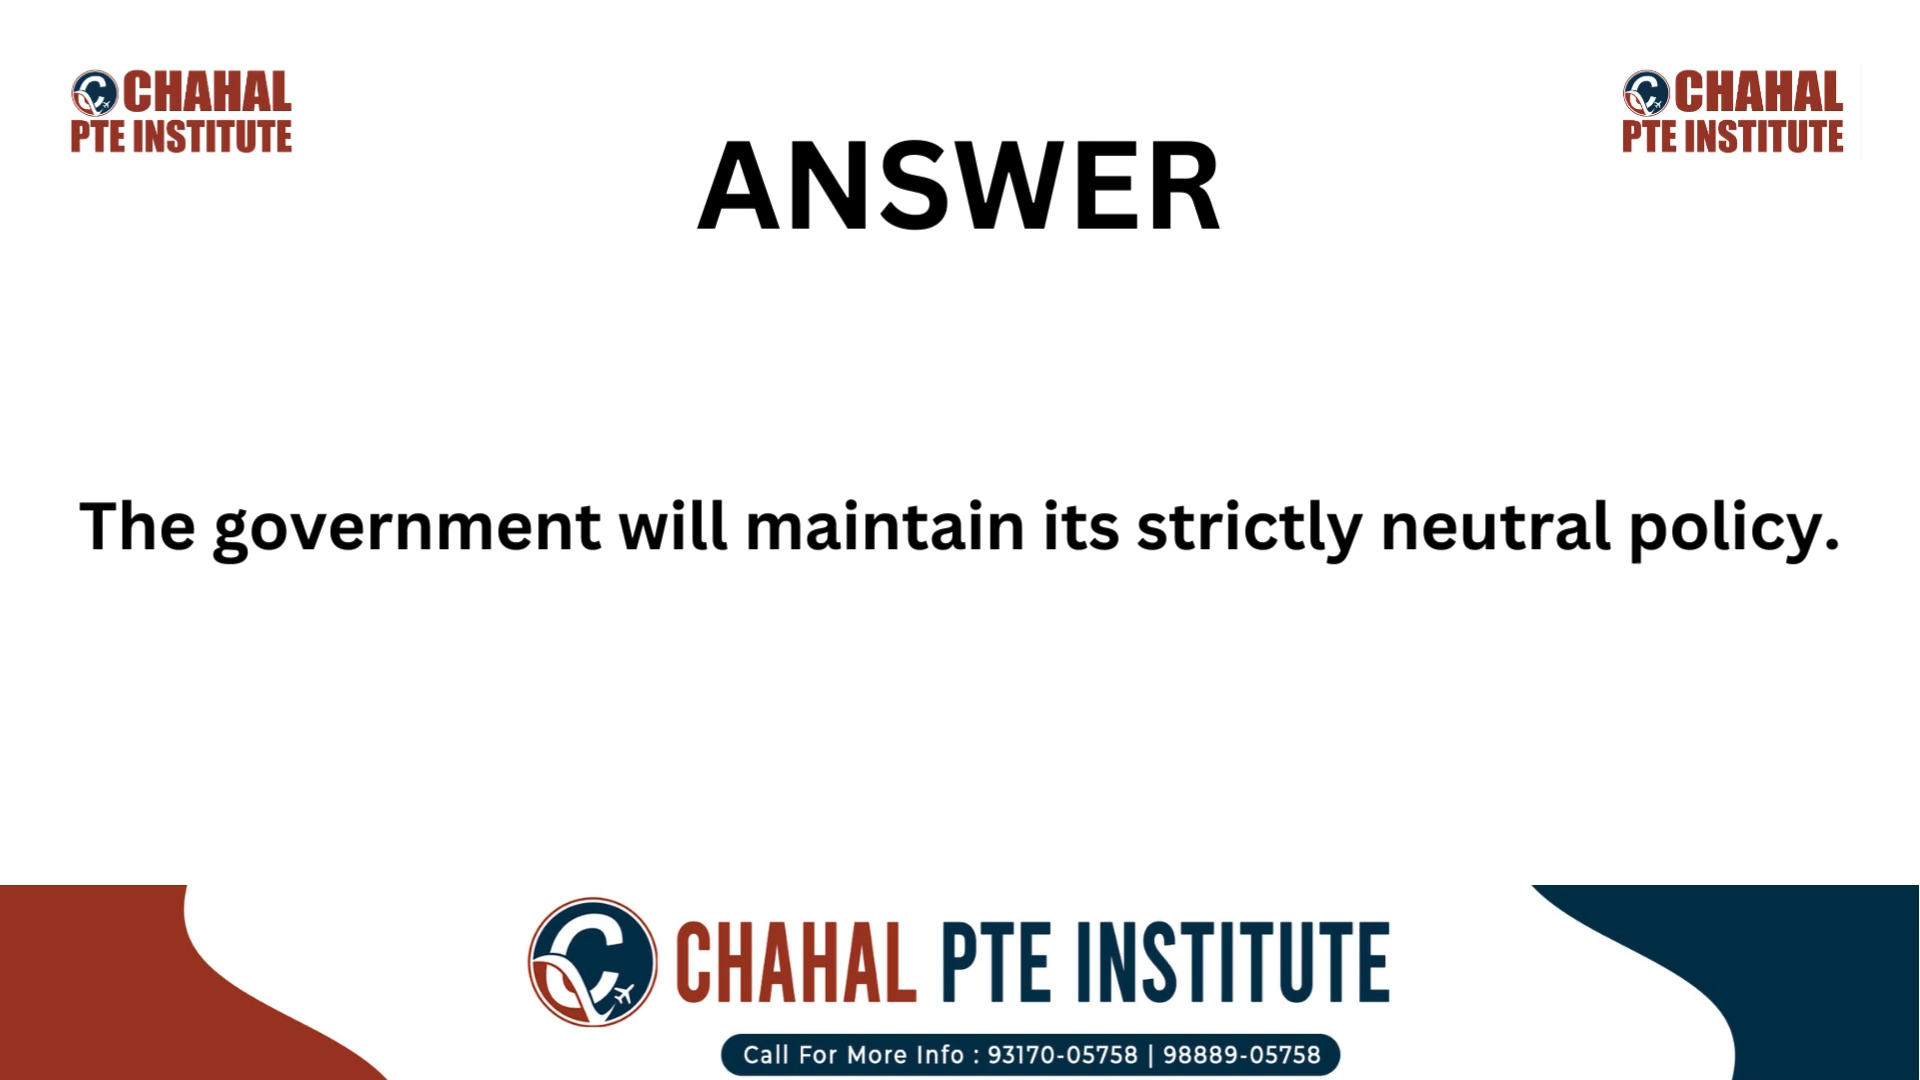 CHAHAL
PTE INSTITUTE
CHAHAL
PTE INSTITUTE
ANSWER
The government will maintain its strictly neutral policy.
CHAHAL PTE INSTITUTE
Call For More Info : 93170-05758 | 98889-05758